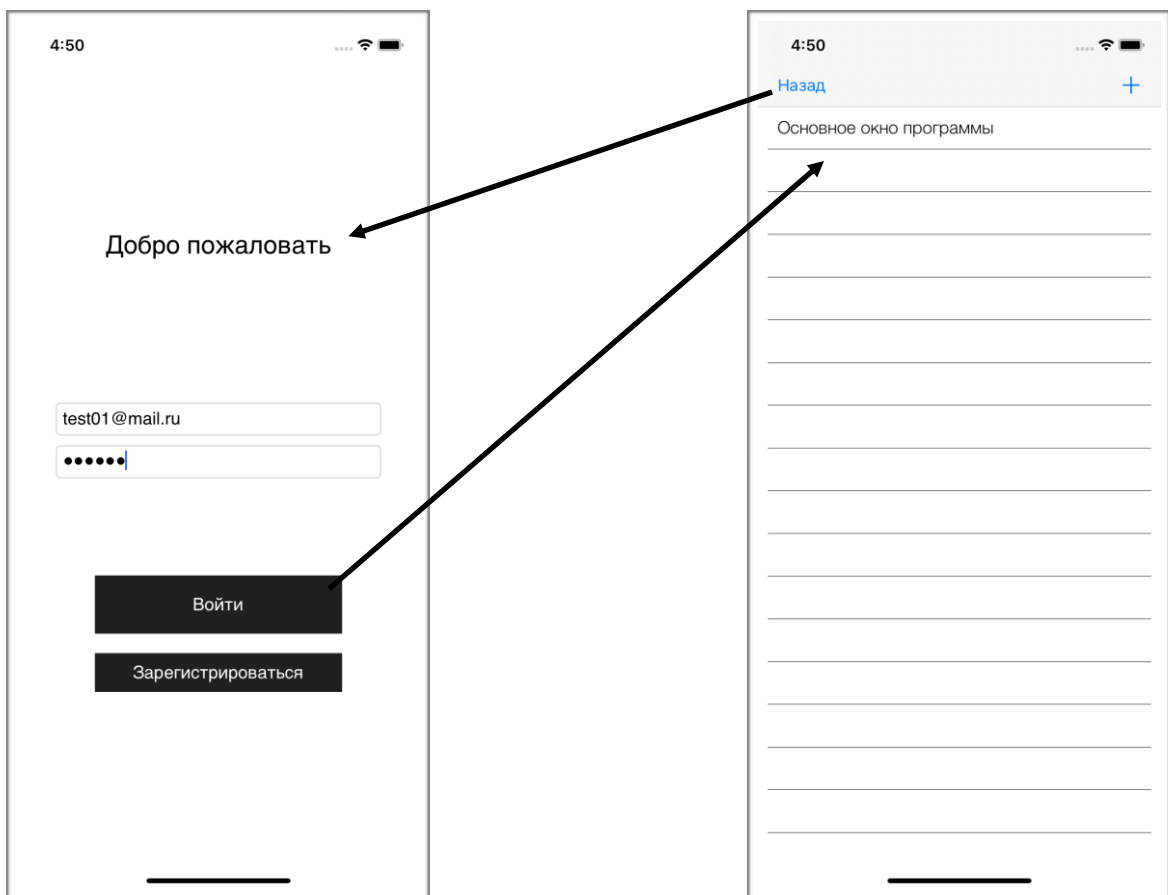 4:50
Добро пожаловать
test01@mail.ru
••••••
Войти
Зарегистрироваться
4:50
Назад +
Основное окно программы